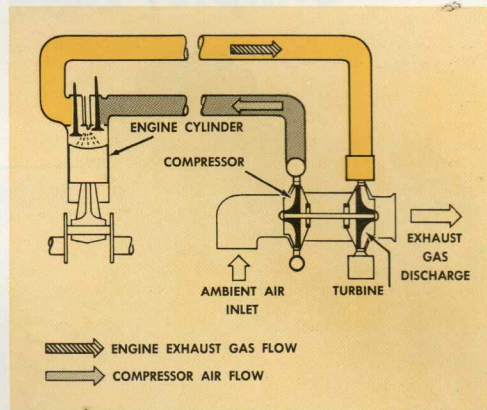 ENGINE CYLINDER
COMPRESSOR
AMBIENT AIR
INLET
TURBINE
EXHAUST
GAS
DISCHARGE
ENGINE EXHAUST GAS FLOW
COMPRESSOR AIR FLOW